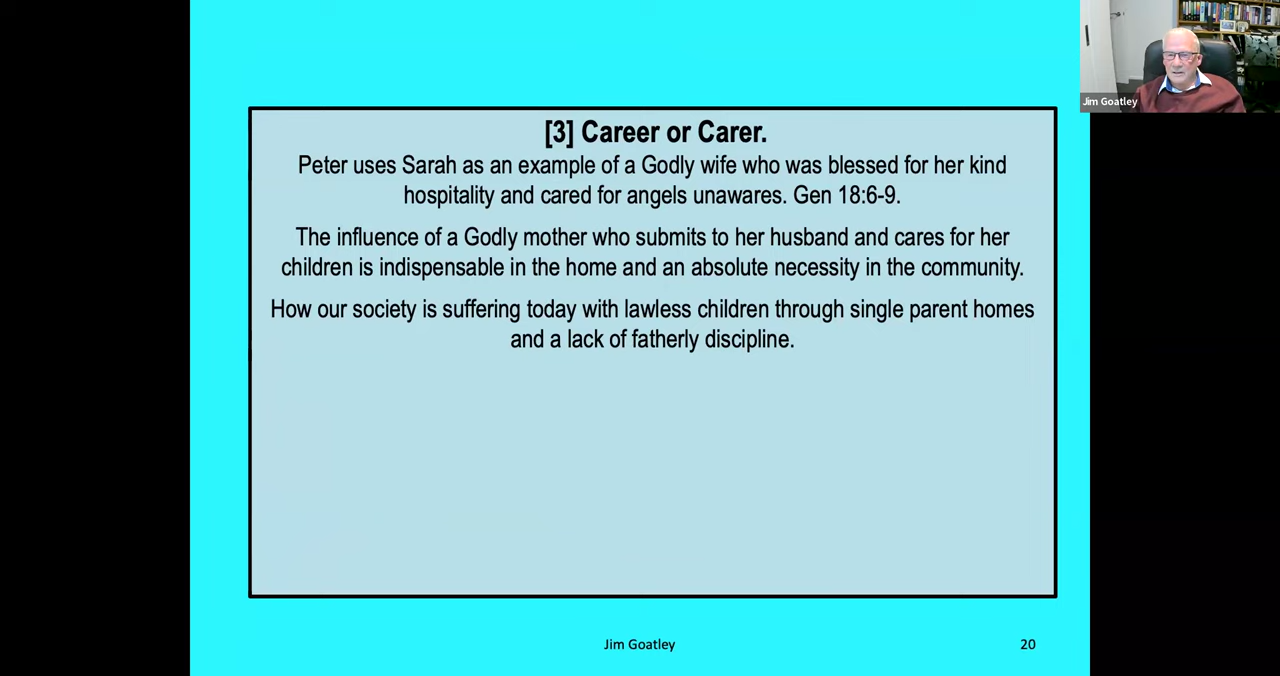 Jim Goatley
[3] Career or Carer.
Peter uses Sarah as an example of a Godly wife who was blessed for her kind
hospitality and cared for angels unawares. Gen 18:6-9.
The influence of a Godly mother who submits to her husband and cares for her
children is indispensable in the home and an absolute necessity in the community.
How our society is suffering today with lawless children through single parent homes
and a lack of fatherly discipline.
Jim Goatley
20